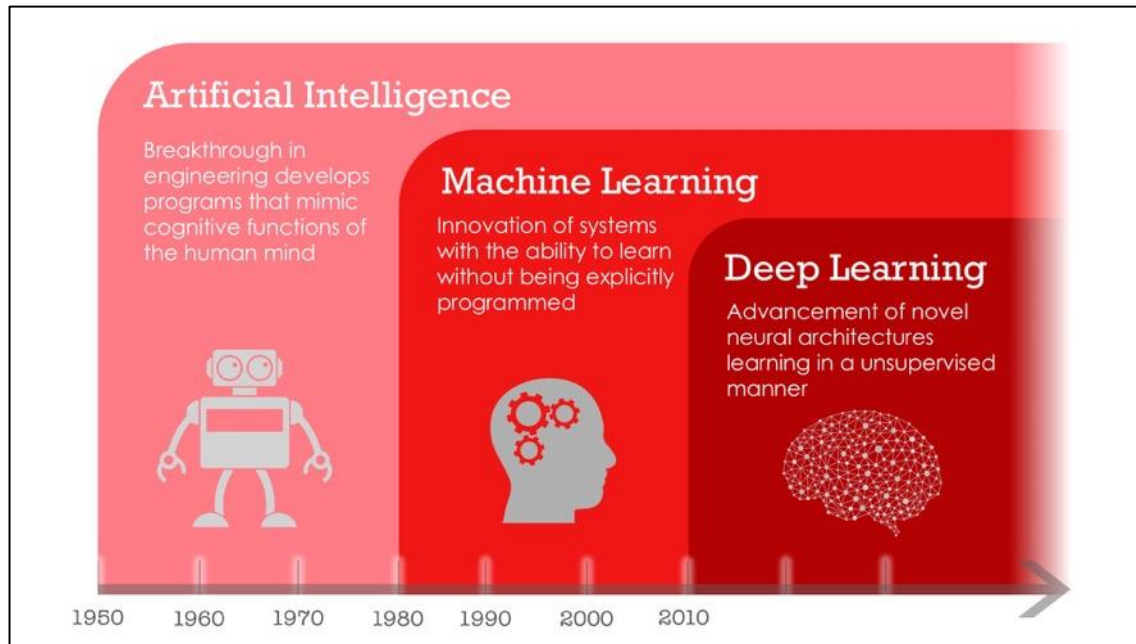 Artificial Intelligence
Breakthrough in
engineering develops
programs that mimic
cognitive functions of
the human mind
Machine Learning
Innovation of systems
with the ability to learn
without being explicitly
programmed
Deep Learning
Advancement of novel
neural architectures
learning in a unsupervised
manner
1950 1960 1970 1980 1990 2000 2010